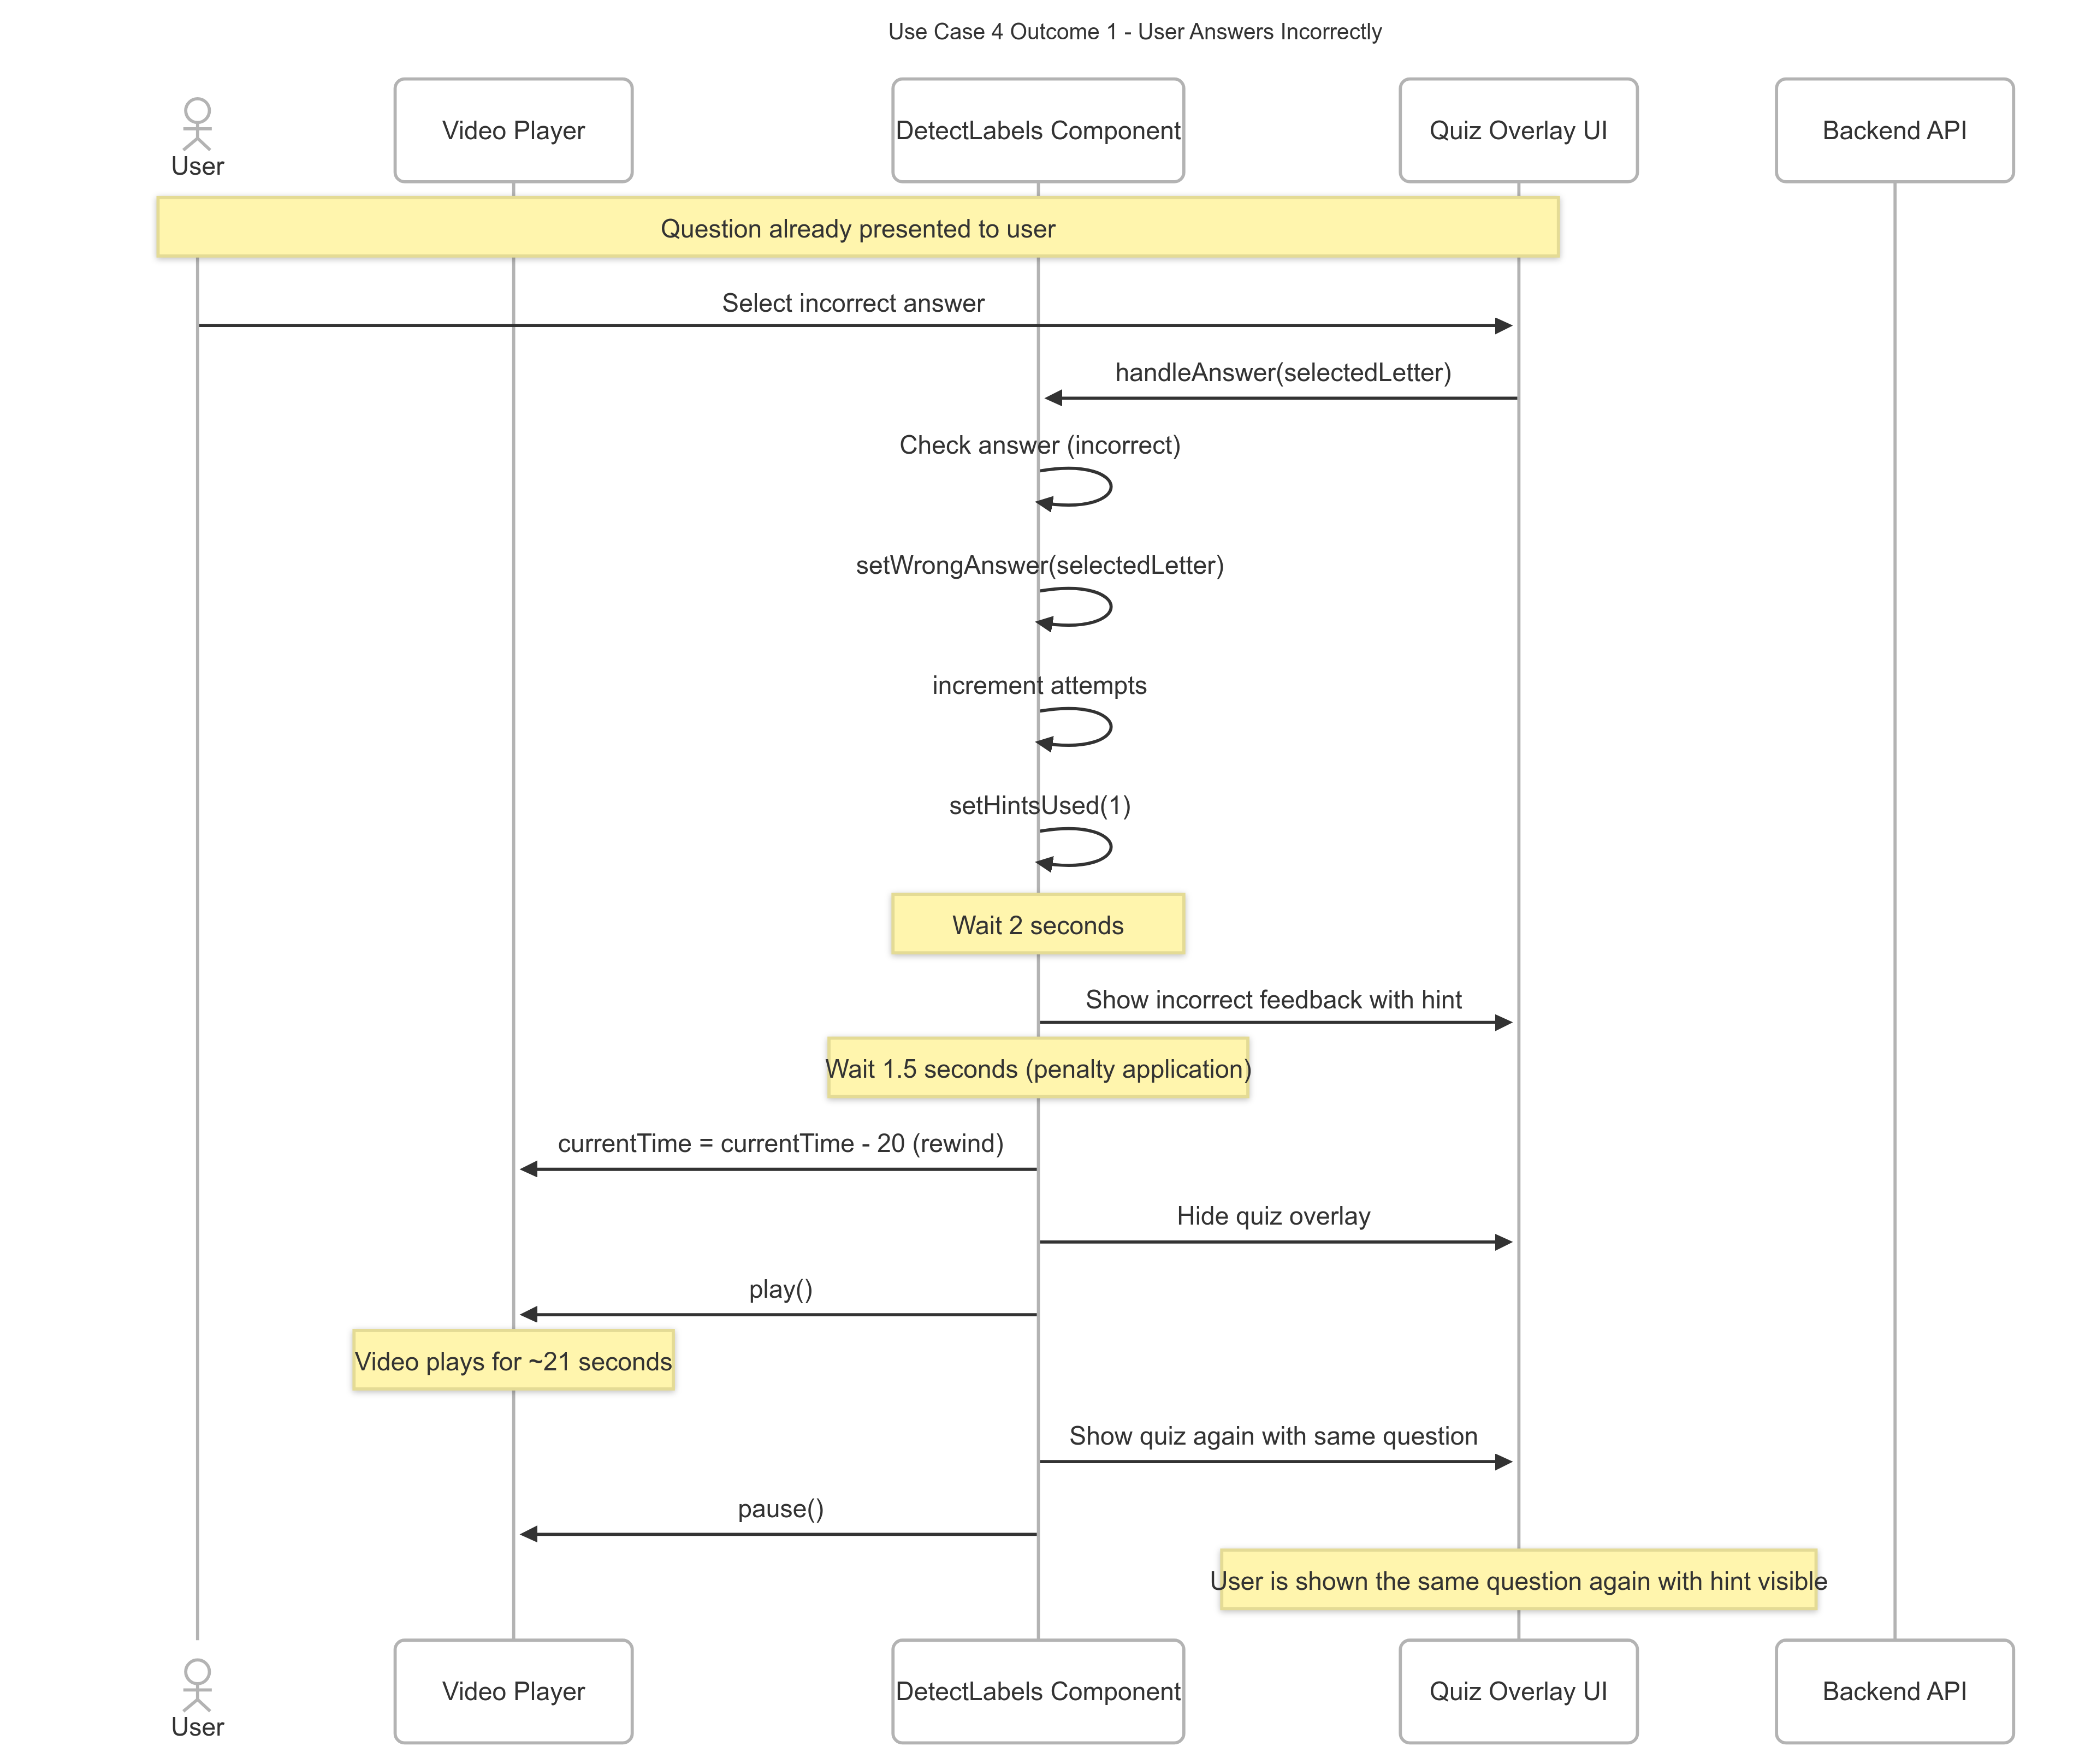 Use Case 4 Outcome 1 - User Answers Incorrectly
User
Video Player
DetectLabels Component
Quiz Overlay UI
Backend API
Question already presented to user
Select incorrect answer
handleAnswer(selectedLetter)
Check answer (incorrect)
setWrongAnswer(selectedLetter)
increment attempts
setHintsUsed(1)
Wait 2 seconds
Show incorrect feedback with hint
Wait 1.5 seconds (penalty application)
currentTime = currentTime - 20 (rewind)
Hide quiz overlay
play()
Video plays for ~21 seconds
Show quiz again with same question
pause()
User is shown the same question again with hint visible
User
Video Player
DetectLabels Component
Quiz Overlay UI
Backend API